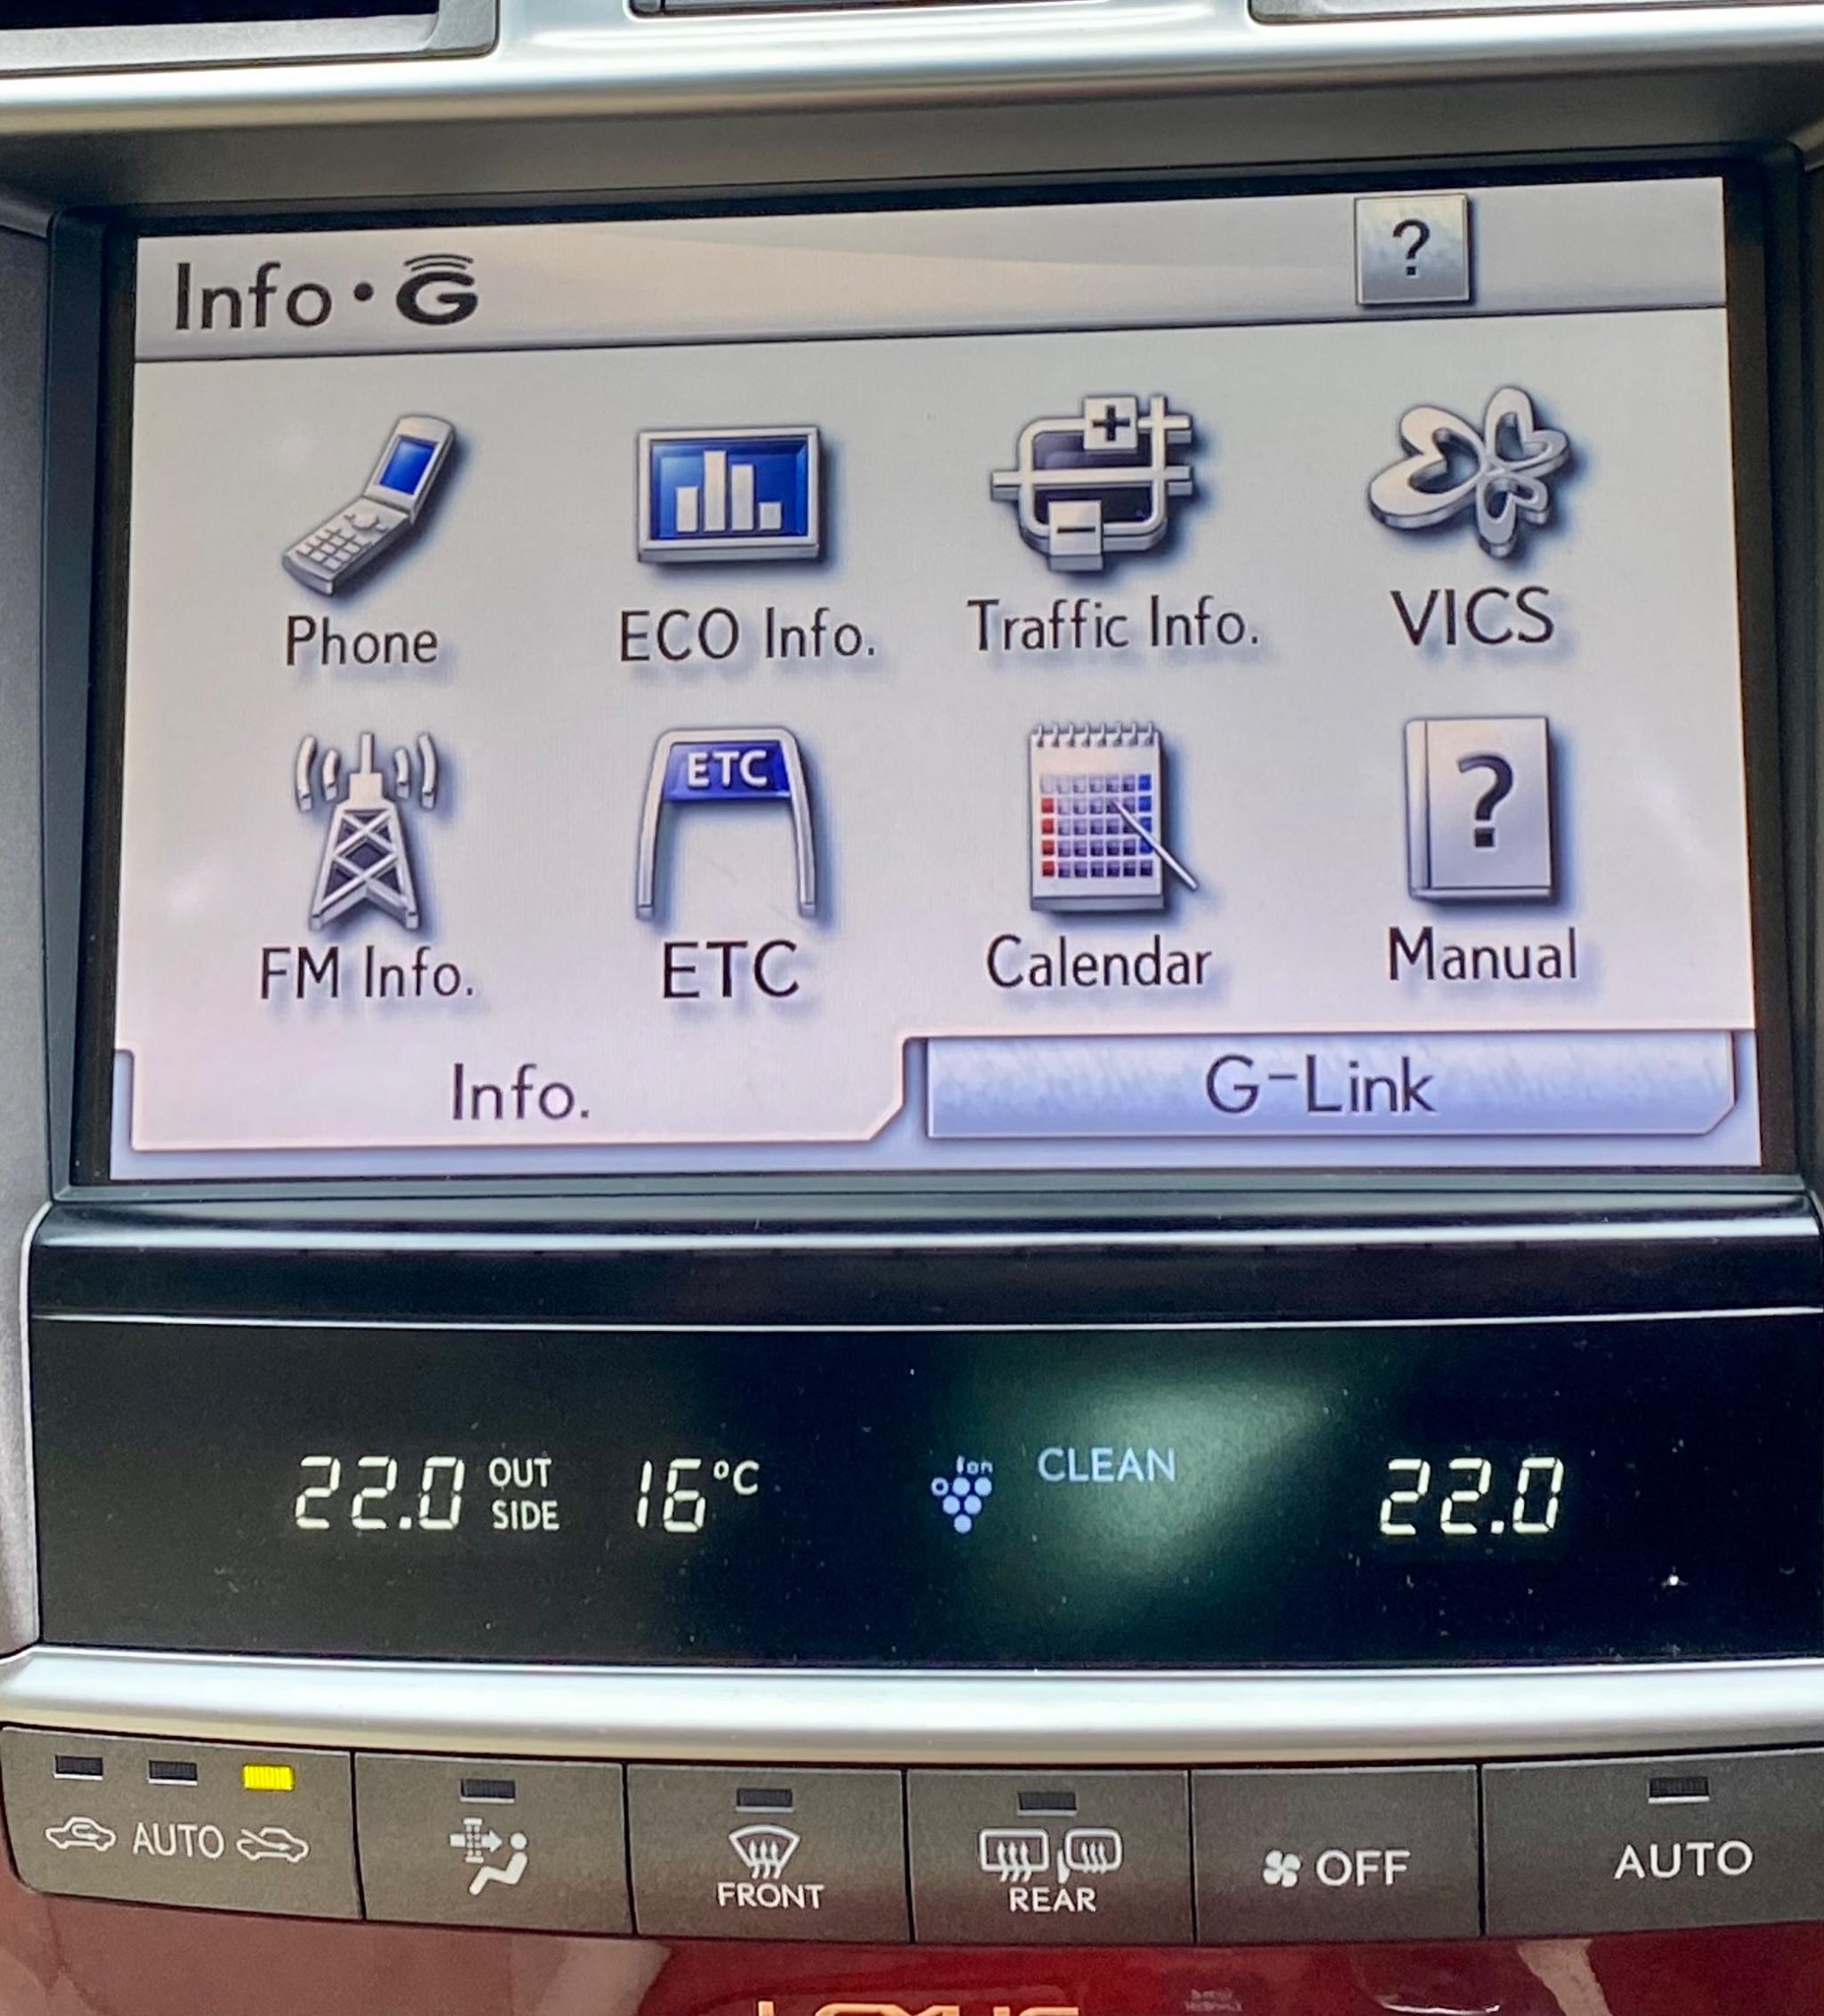 Info・G
?
Phone ECO Info. Traffic Info. VICS
ETC
?
FM Info. ETC Calendar Manual
Info. G-Link
22.0 OUT SIDE 16°C Ion CLEAN 22.0
AUTO FRONT REAR OFF AUTO
LEXUS